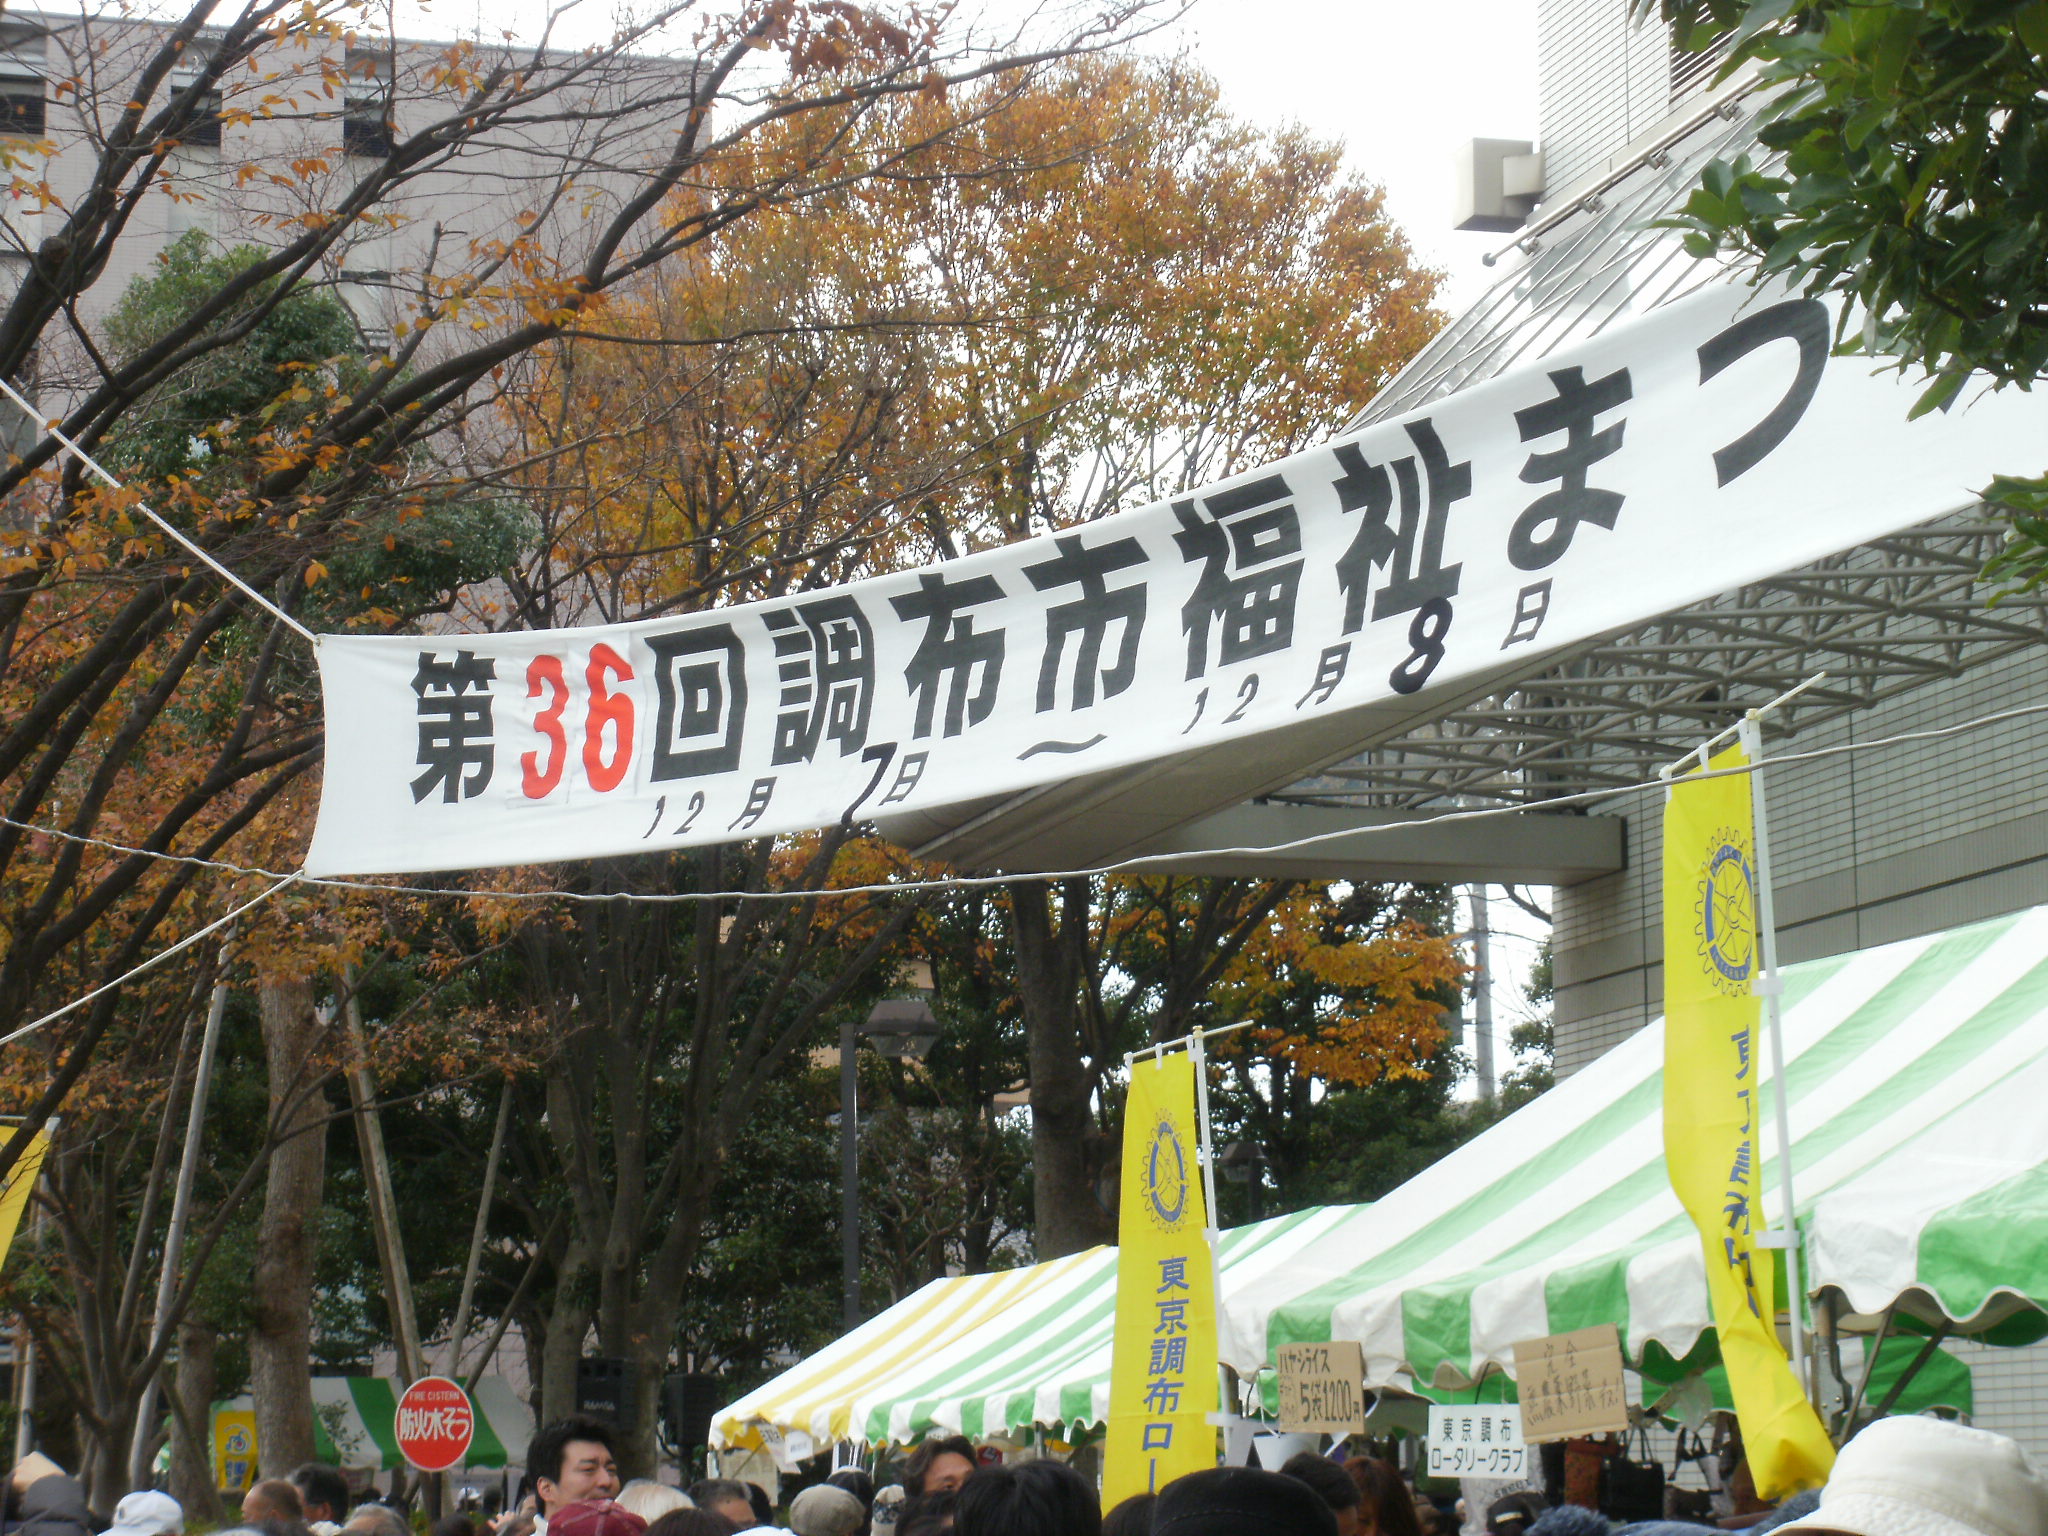 第36回調布市福祉まつ
12月7日 〜 12月8日
FIRE CISTERN
防火水そう
東京調布ロー
ハヤシライス
5袋1200円
完全
東京調布
ロータリークラブ